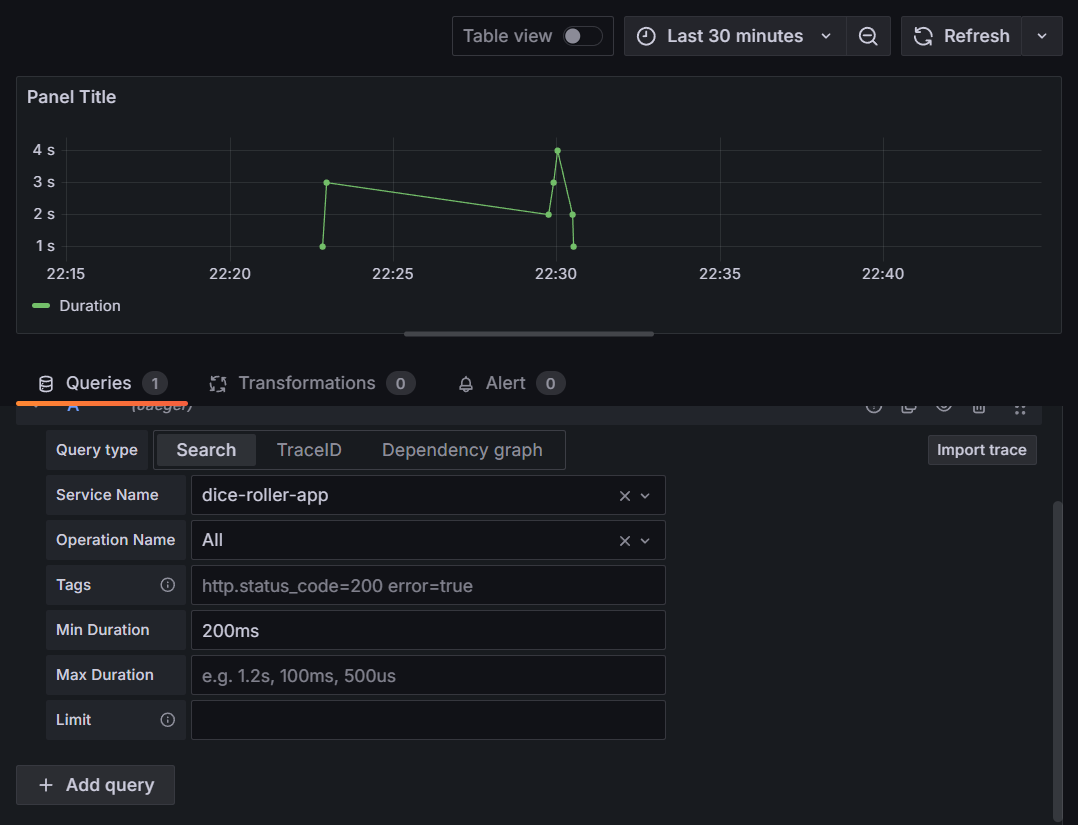 Table view Last 30 minutes Refresh
Panel Title
4 s
3 s
2 s
1 s
22:15 22:20 22:25 22:30 22:35 22:40
Duration
Queries 1 Transformations 0 Alert 0
A (Jaeger)
Query type Search TraceID Dependency graph Import trace
Service Name dice-roller-app
Operation Name All
Tags http.status_code=200 error=true
Min Duration 200ms
Max Duration e.g. 1.2s, 100ms, 500us
Limit
+ Add query